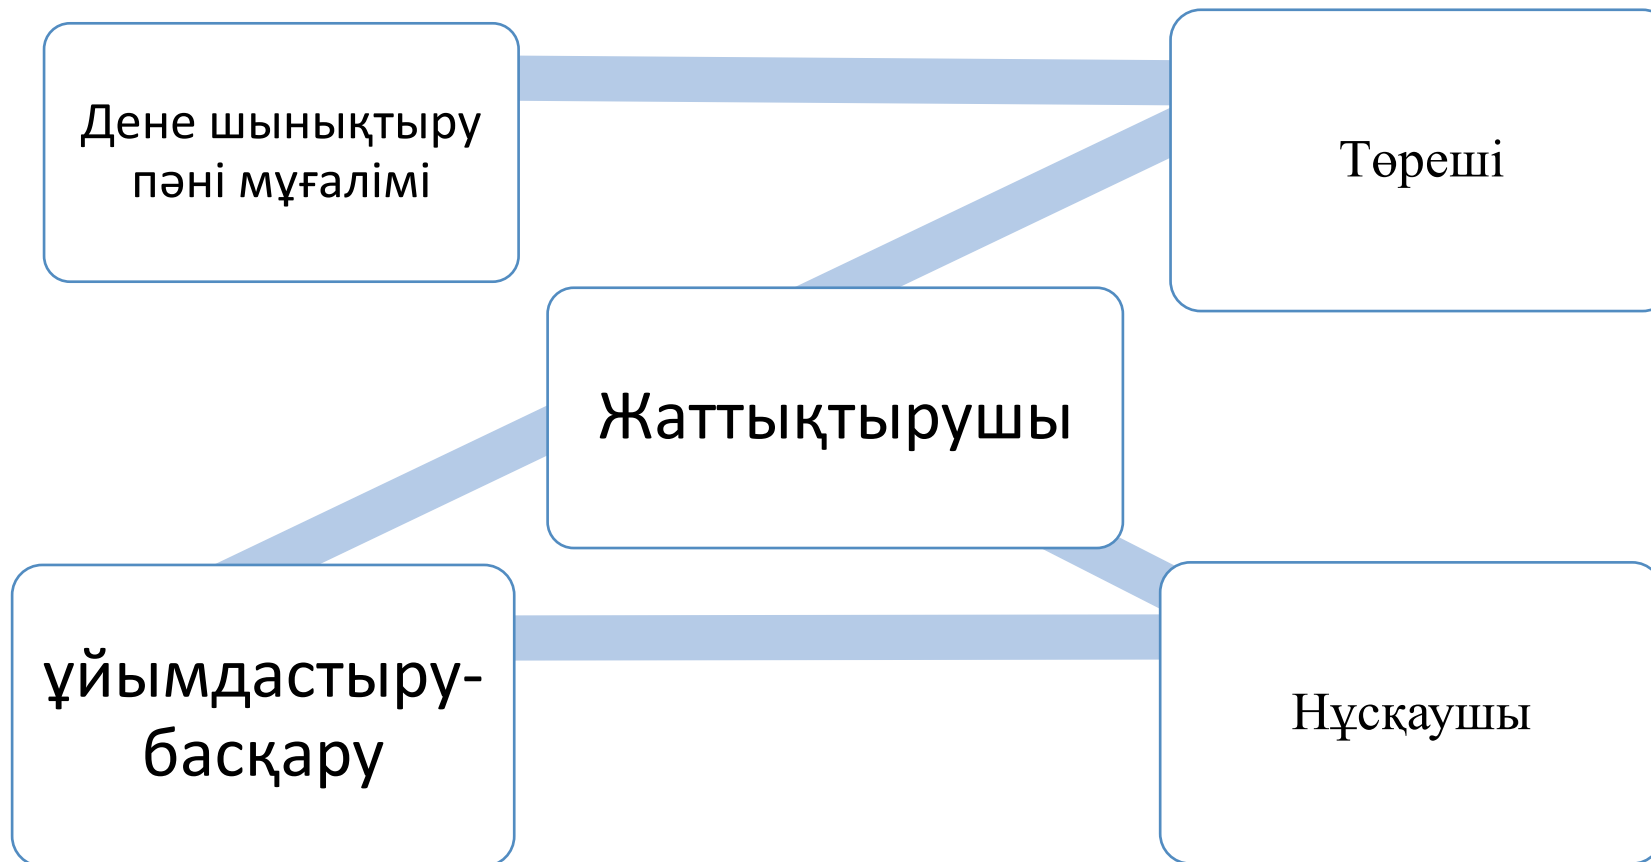 Дене шынықтыру
пәні мұғалімі
Төреші
Жаттықтырушы
ұйымдастыру-
басқару
Нұсқаушы